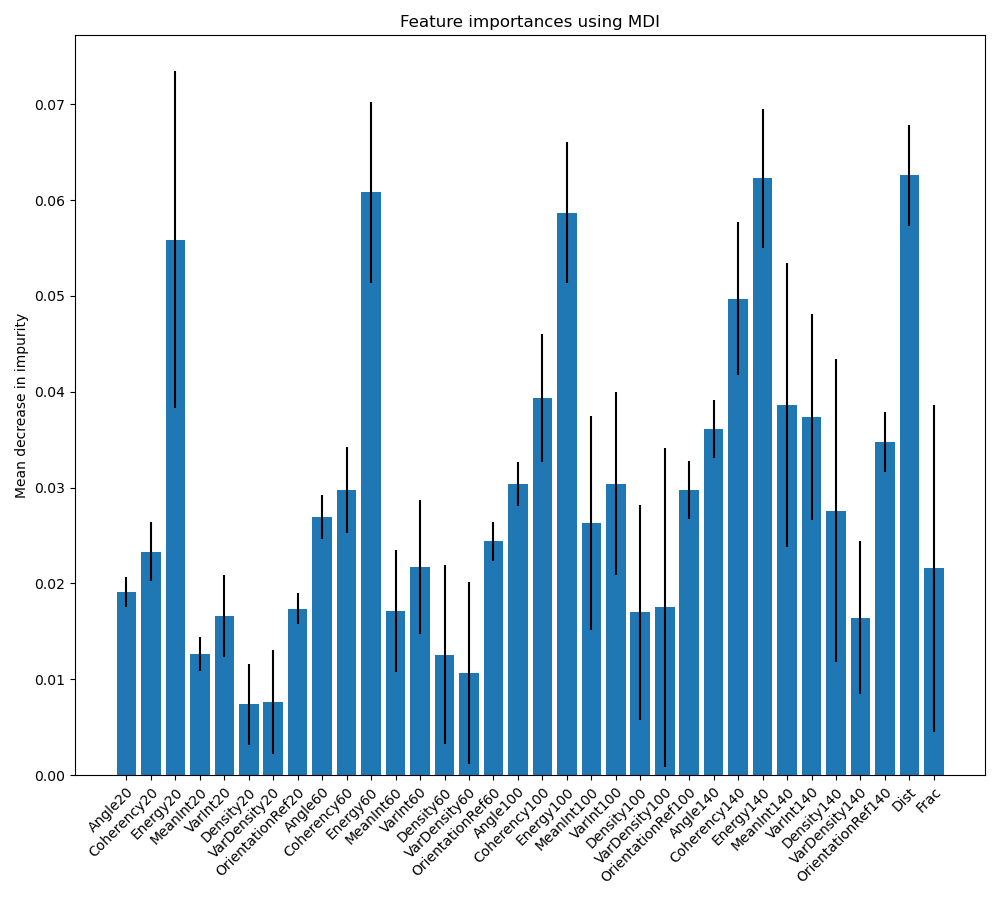 Feature importances using MDI
Mean decrease in impurity
0.07
0.06
0.05
0.04
0.03
0.02
0.01
0.00
Angle20
Coherency20
Energy20
MeanInt20
VarInt20
Density20
VarDensity20
OrientationRef20
Angle60
Coherency60
Energy60
MeanInt60
VarInt60
Density60
VarDensity60
OrientationRef60
Angle100
Coherency100
Energy100
MeanInt100
VarInt100
Density100
VarDensity100
OrientationRef100
Angle140
Coherency140
Energy140
MeanInt140
VarInt140
Density140
VarDensity140
OrientationRef140
Dist
Frac